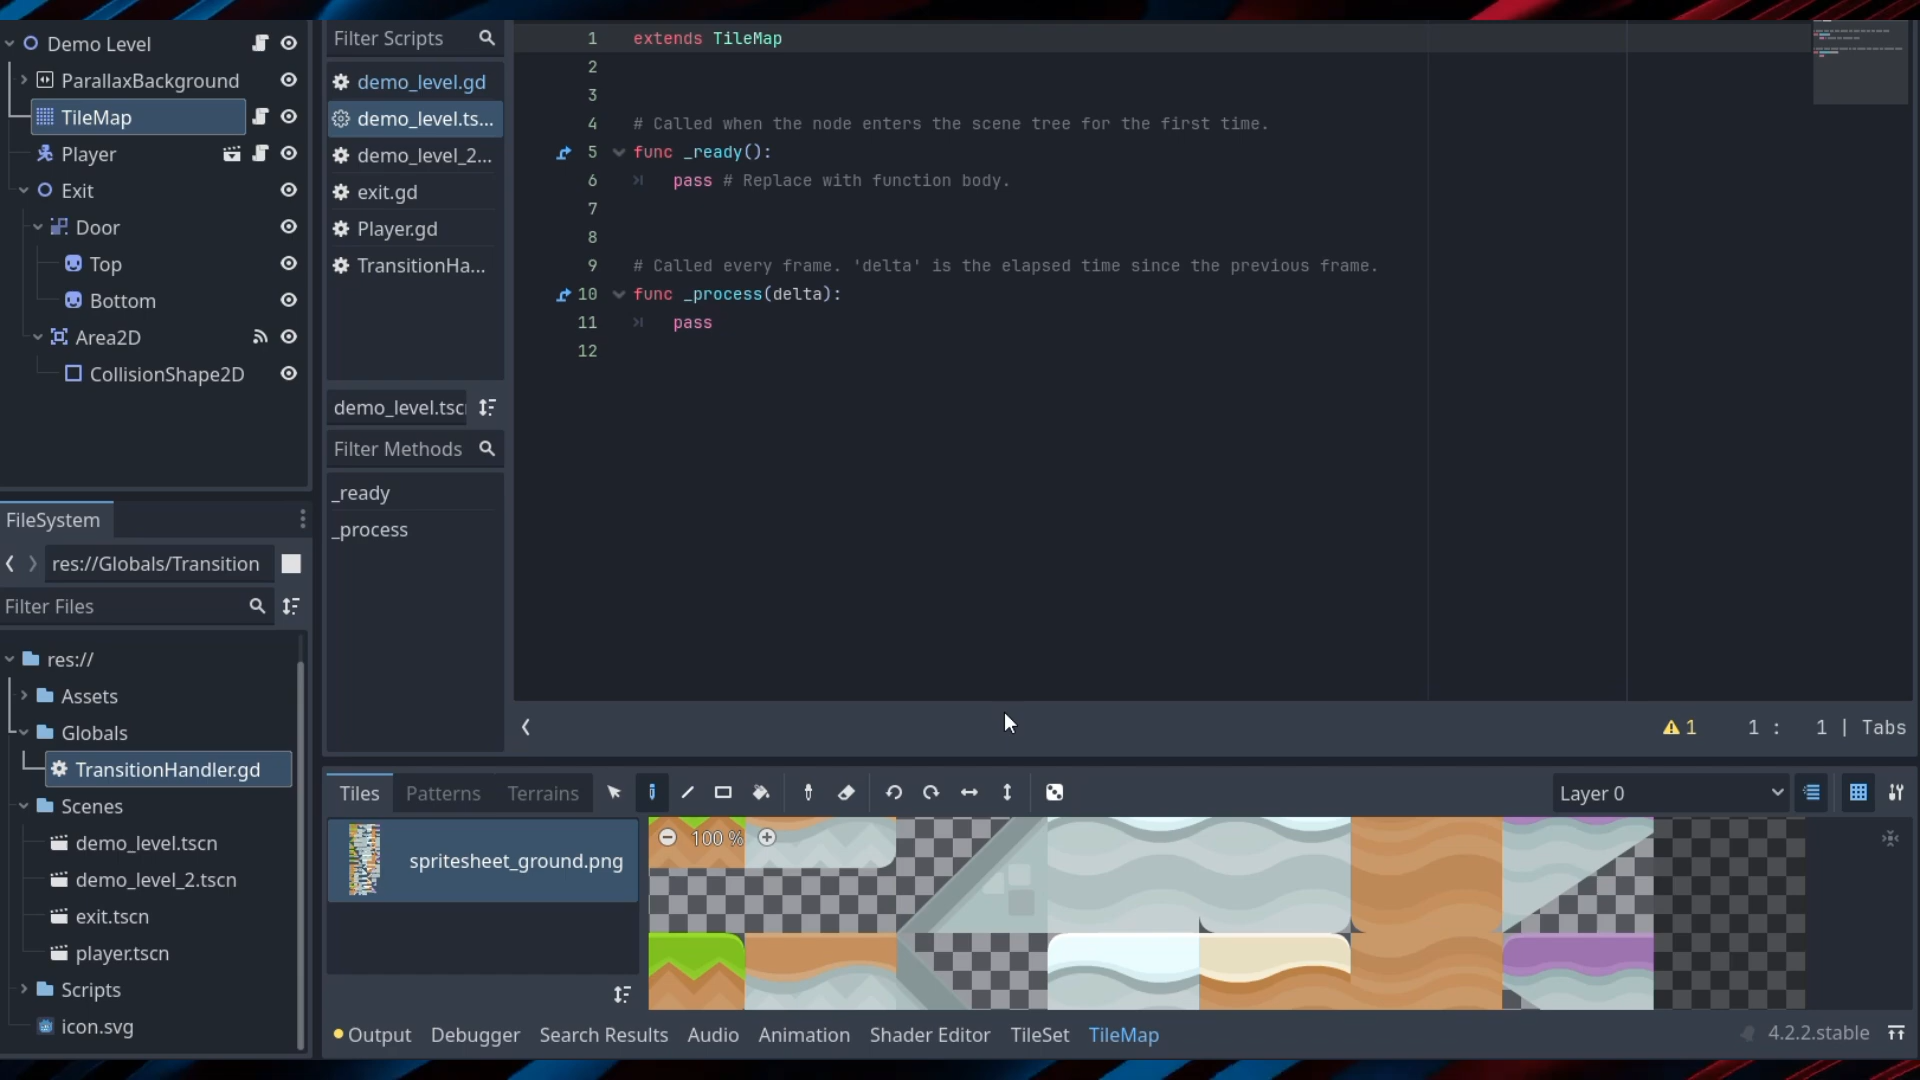 Demo Level
ParallaxBackground
TileMap
Player
Exit
Door
Top
Bottom
Area2D
CollisionShape2D
FileSystem
res://Globals/Transition
Filter Files
res://
Assets
Globals
TransitionHandler.gd
Scenes
demo_level.tscn
demo_level_2.tscn
exit.tscn
player.tscn
Scripts
icon.svg
Filter Scripts
demo_level.gd
demo_level.ts...
demo_level_2...
exit.gd
Player.gd
TransitionHa...
demo_level.tsc
Filter Methods
_ready
_process
1 extends TileMap
2
3
4 # Called when the node enters the scene tree for the first time.
5 func _ready():
6 pass # Replace with function body.
7
8
9 # Called every frame. 'delta' is the elapsed time since the previous frame.
10 func _process(delta):
11 pass
12
1 1 : 1 | Tabs
Tiles Patterns Terrains Layer 0
spritesheet_ground.png
100 %
Output Debugger Search Results Audio Animation Shader Editor TileSet TileMap 4.2.2.stable